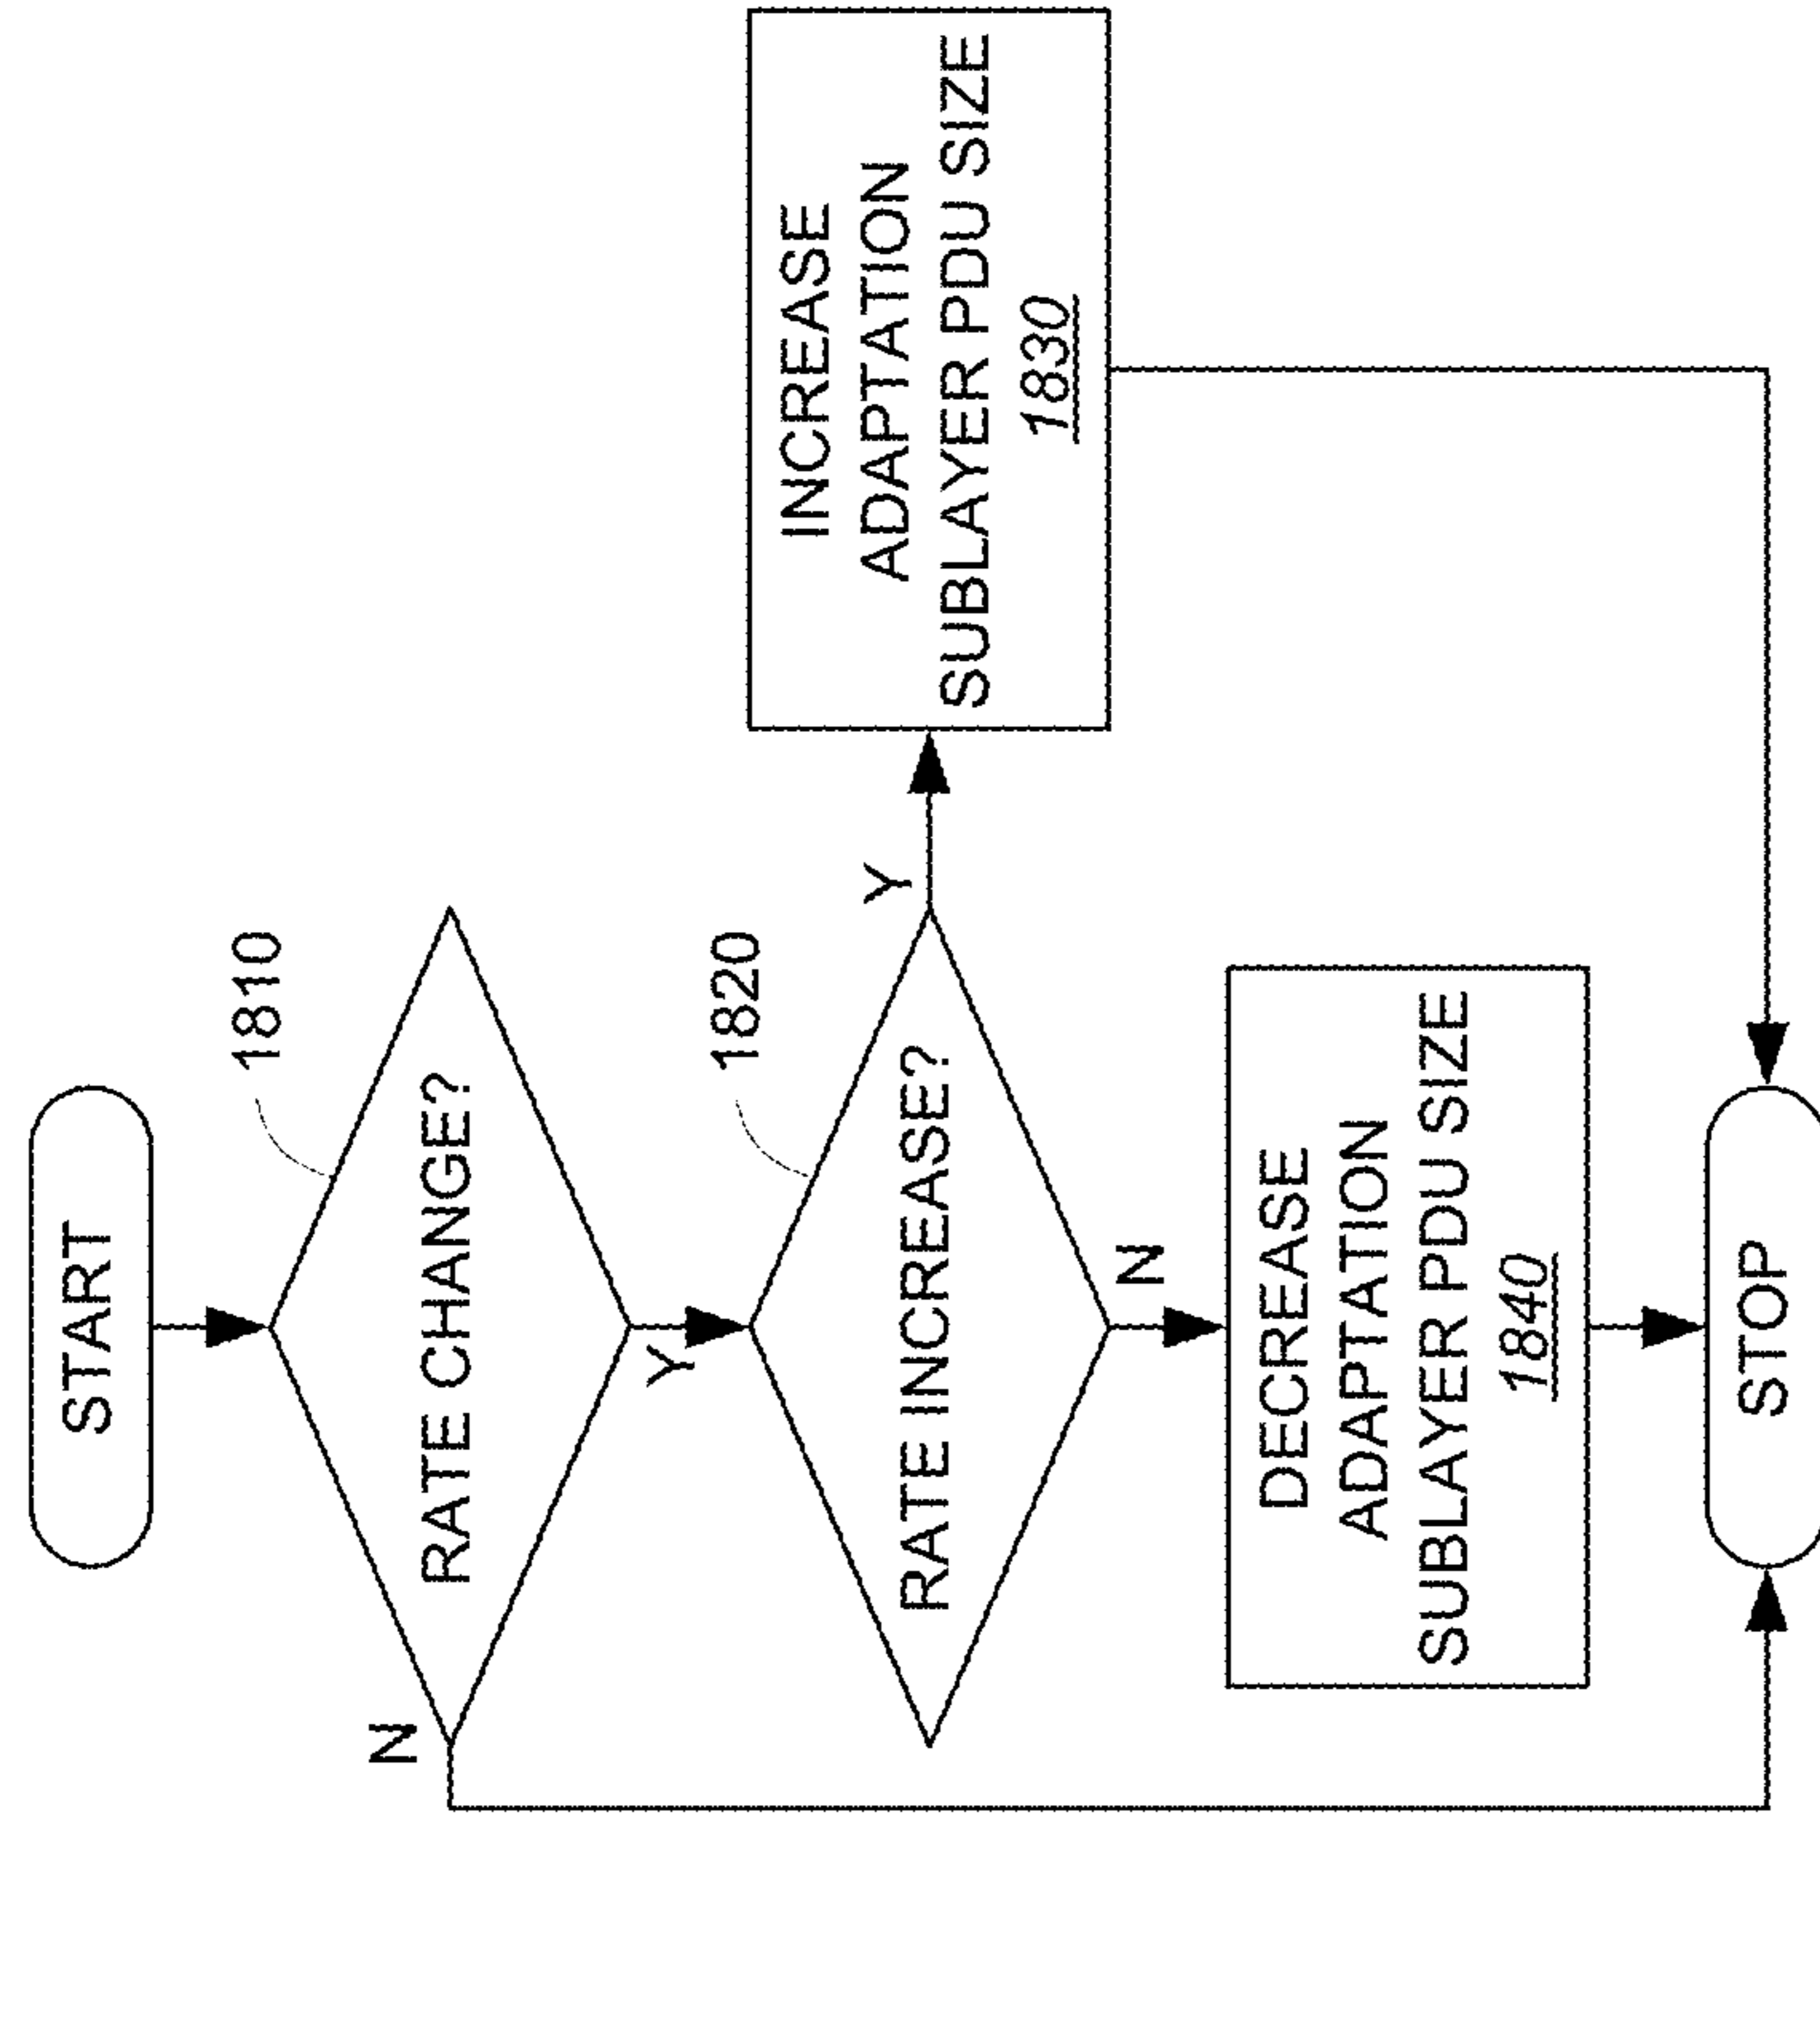 START
1810
RATE CHANGE?
N
Y
1820
RATE INCREASE?
Y
INCREASE
ADAPTATION
SUBLAYER PDU SIZE
1830
N
DECREASE
ADAPTATION
SUBLAYER PDU SIZE
1840
STOP